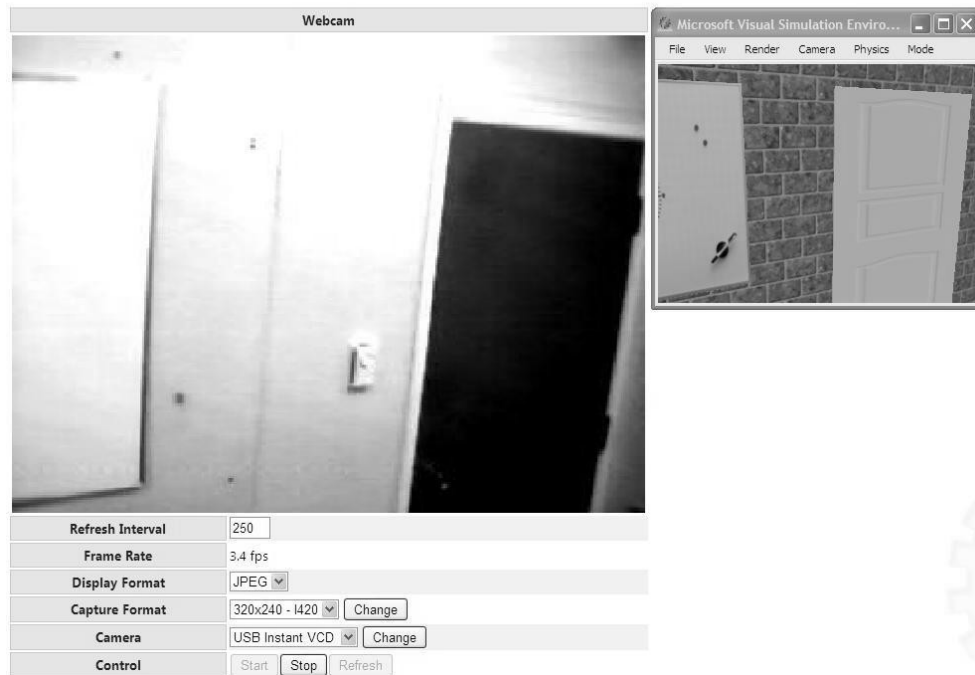 Webcam
Microsoft Visual Simulation Enviro...
File View Render Camera Physics Mode
Refresh Interval 250
Frame Rate 3.4 fps
Display Format JPEG
Capture Format 320x240 - I420 Change
Camera USB Instant VCD Change
Control Start Stop Refresh